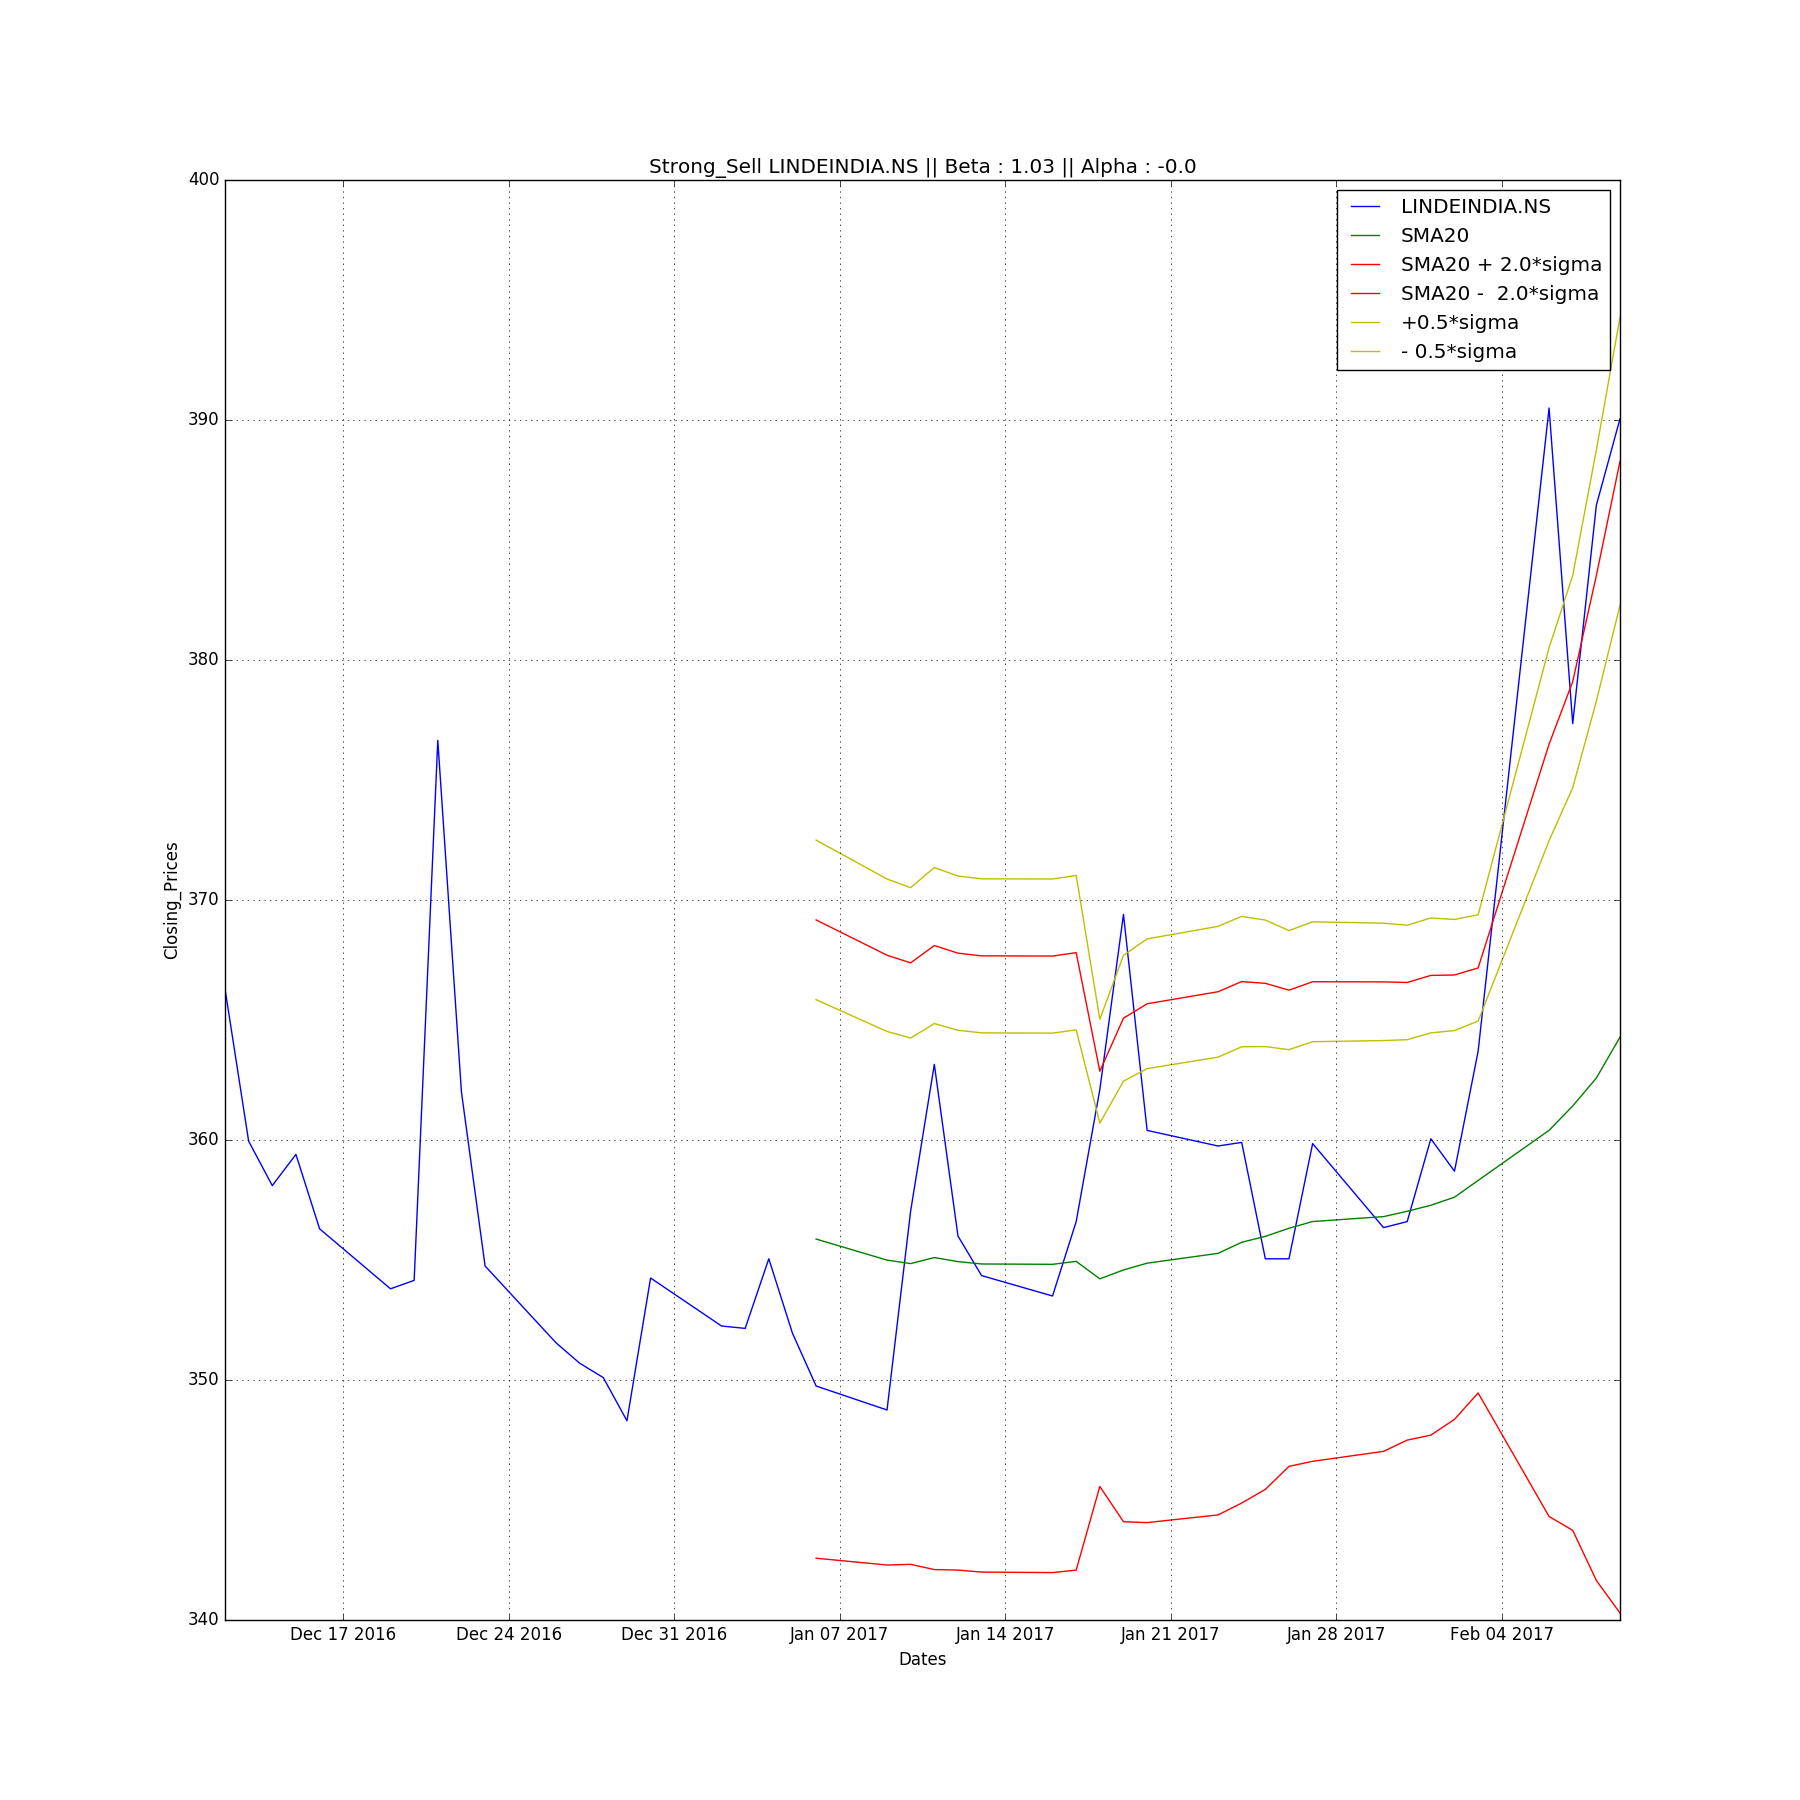 Strong_Sell LINDEINDIA.NS || Beta : 1.03 || Alpha : -0.0
400
390
380
370
360
350
340
Closing_Prices
LINDEINDIA.NS
SMA20
SMA20 + 2.0*sigma
SMA20 -  2.0*sigma
+0.5*sigma
- 0.5*sigma
Dec 17 2016
Dec 24 2016
Dec 31 2016
Jan 07 2017
Jan 14 2017
Jan 21 2017
Jan 28 2017
Feb 04 2017
Dates